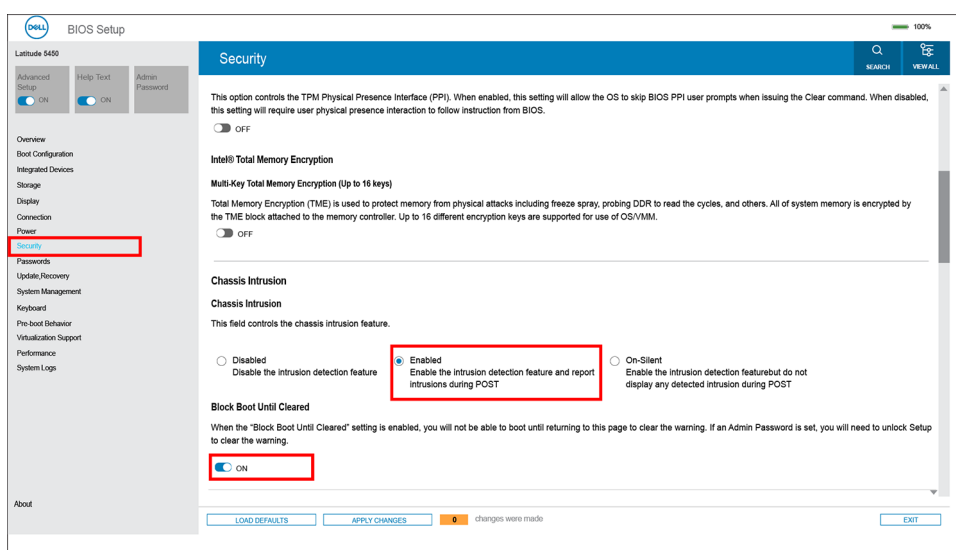 DELL
BIOS Setup
100%
Latitude 5450
Advanced Setup
ON
Help Text
ON
Admin Password
Overview
Boot Configuration
Integrated Devices
Storage
Display
Connection
Power
Security
Passwords
Update,Recovery
System Management
Keyboard
Pre-boot Behavior
Virtualization Support
Performance
System Logs
About
Security
SEARCH
VIEW ALL
This option controls the TPM Physical Presence Interface (PPI). When enabled, this setting will allow the OS to skip BIOS PPI user prompts when issuing the Clear command. When disabled,
this setting will require user physical presence interaction to follow instruction from BIOS.
OFF
Intel® Total Memory Encryption
Multi-Key Total Memory Encryption (Up to 16 keys)
Total Memory Encryption (TME) is used to protect memory from physical attacks including freeze spray, probing DDR to read the cycles, and others. All of system memory is encrypted by
the TME block attached to the memory controller. Up to 16 different encryption keys are supported for use of OS/VMM.
OFF
Chassis Intrusion
Chassis Intrusion
This field controls the chassis intrusion feature.
Disabled
Disable the intrusion detection feature
Enabled
Enable the intrusion detection feature and report
intrusions during POST
On-Silent
Enable the intrusion detection featurebut do not
display any detected intrusion during POST
Block Boot Until Cleared
When the "Block Boot Until Cleared" setting is enabled, you will not be able to boot until returning to this page to clear the warning. If an Admin Password is set, you will need to unlock Setup
to clear the warning.
ON
LOAD DEFAULTS
APPLY CHANGES
0
changes were made
EXIT